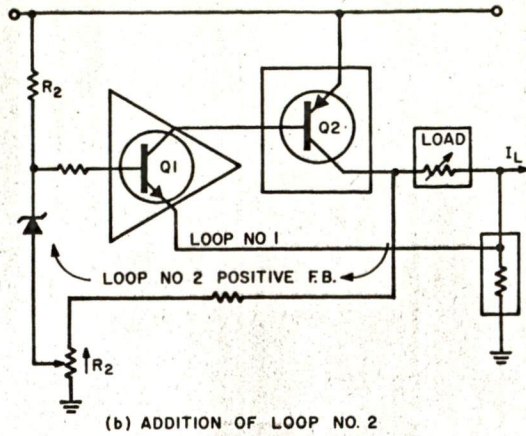 R2
Q1
Q2
LOAD
IL
LOOP NO 1
LOOP NO 2 POSITIVE F.B.
R2
(b) ADDITION OF LOOP NO. 2